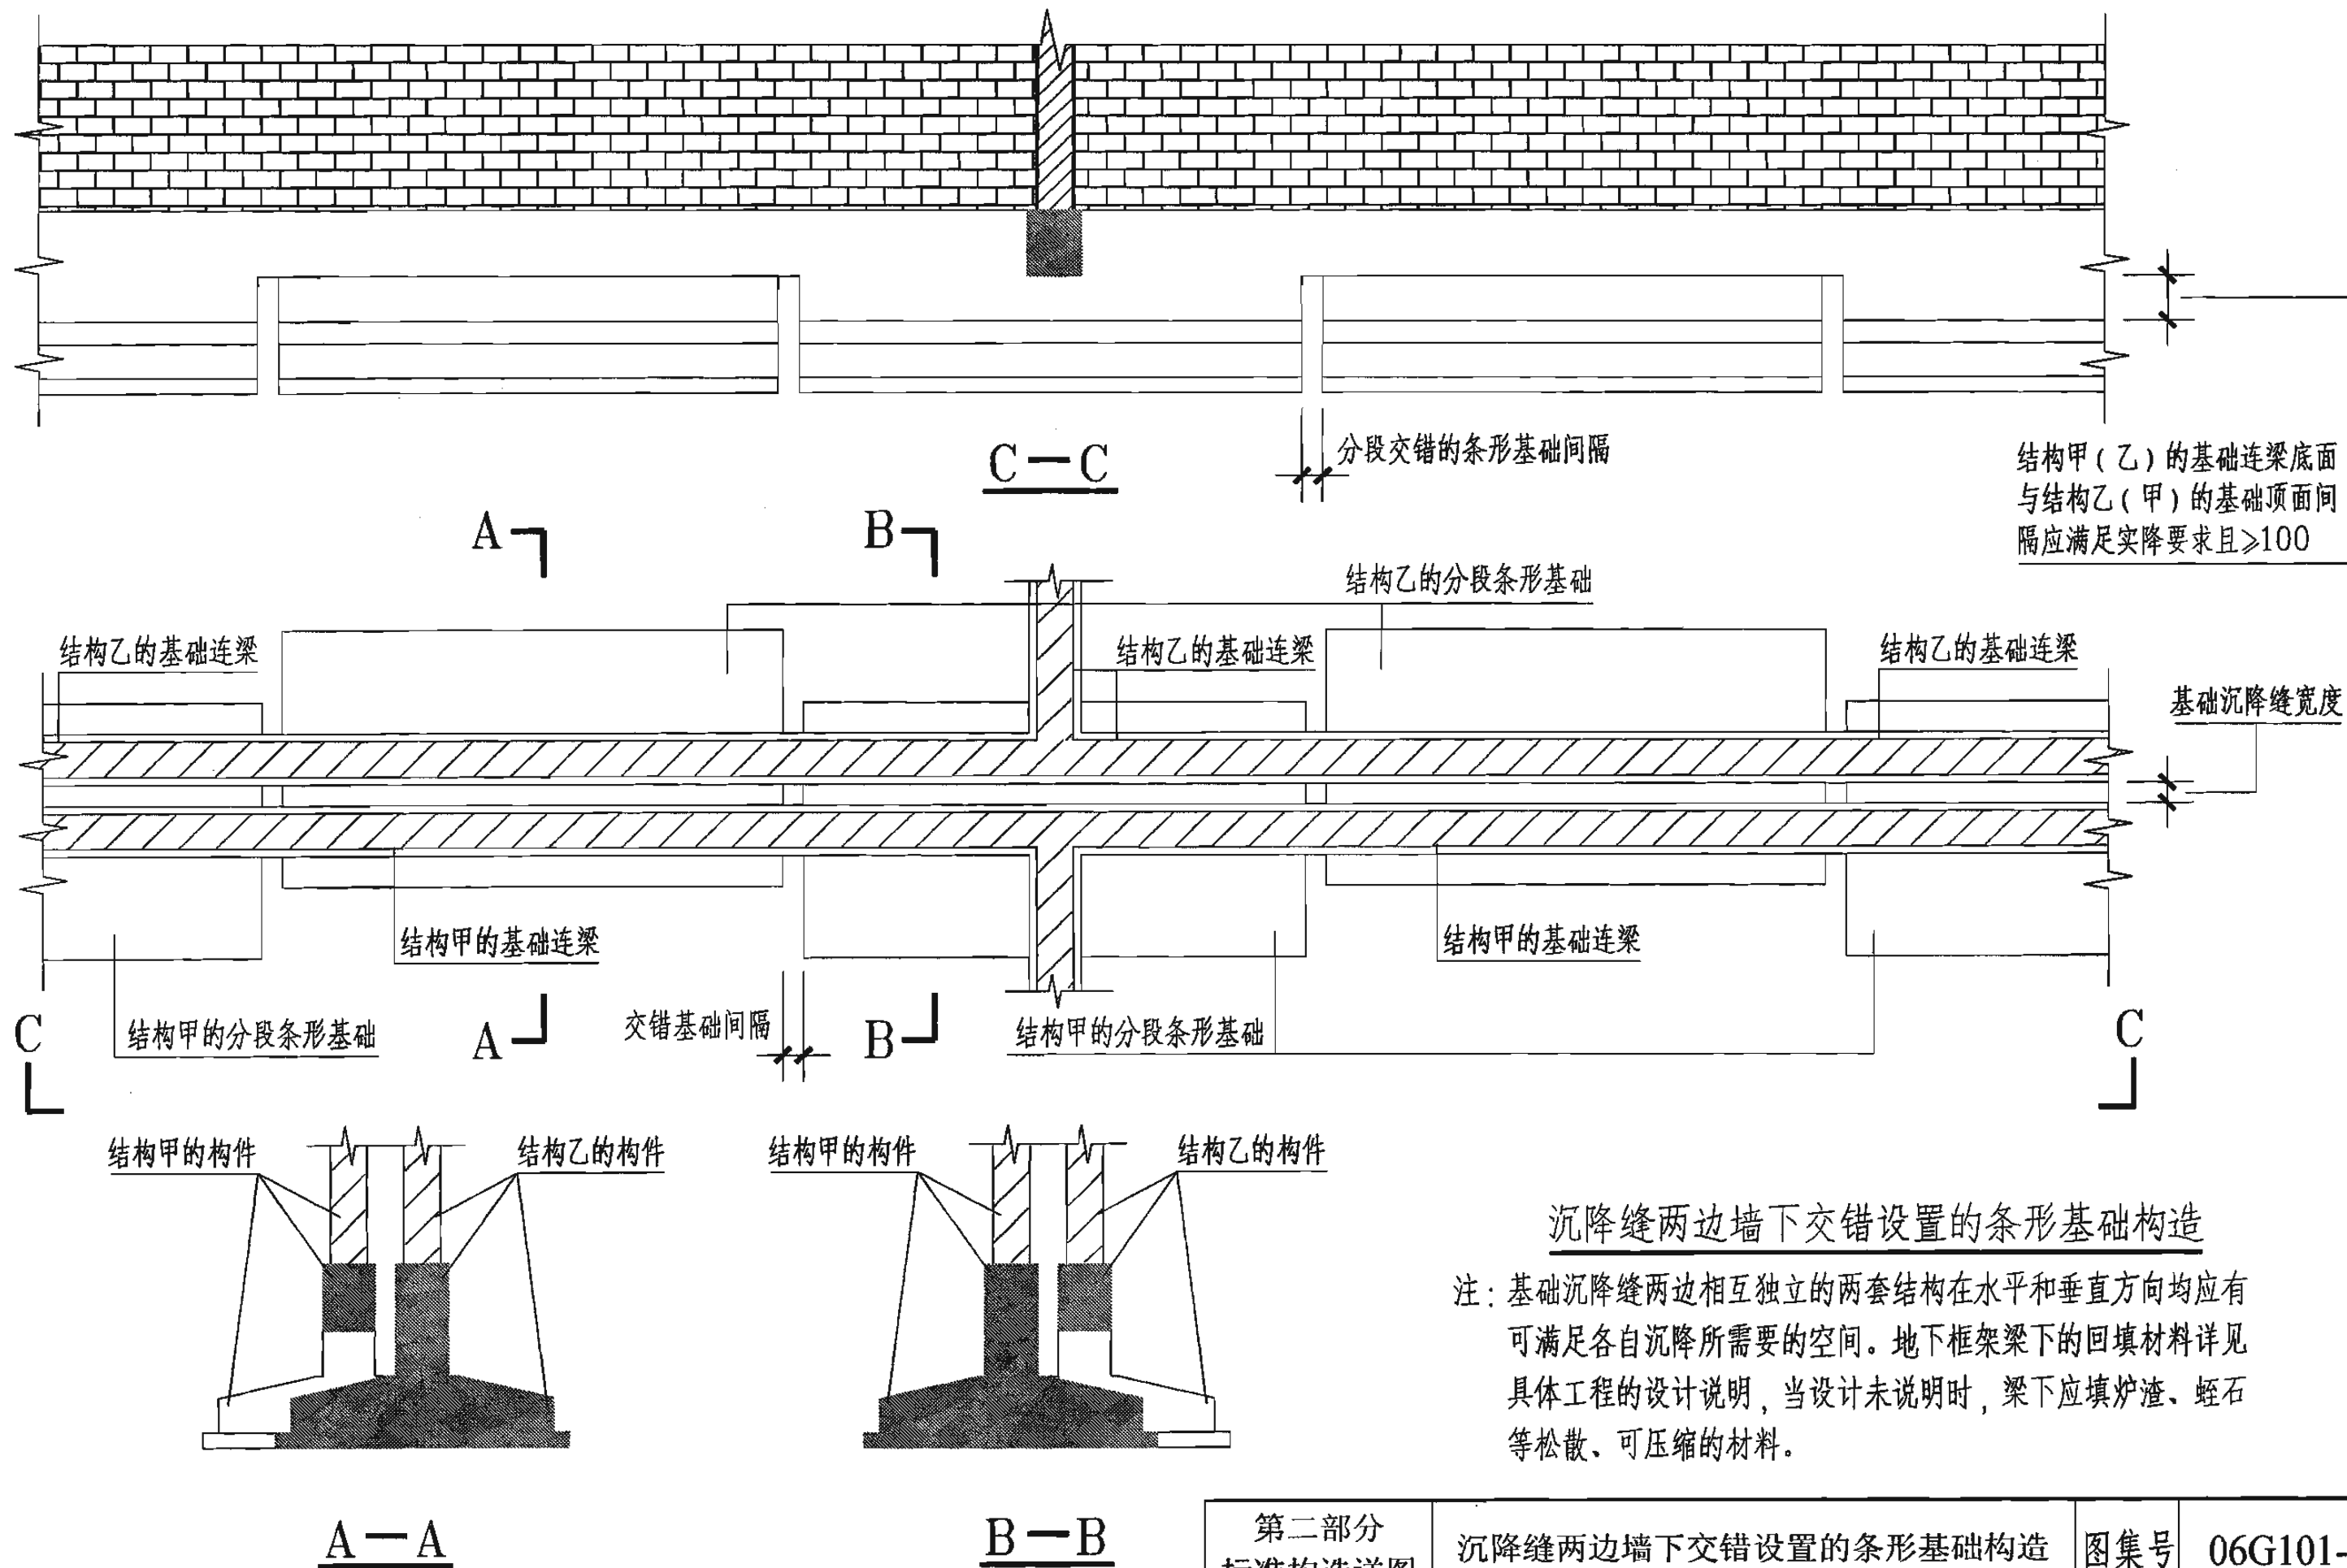 C—C
分段交错的条形基础间隔
结构甲(乙)的基础连梁底面
与结构乙(甲)的基础顶面间
隔应满足实降要求且≥100
A
B
结构乙的分段条形基础
结构乙的基础连梁
结构乙的基础连梁
结构乙的基础连梁
基础沉降缝宽度
结构甲的基础连梁
结构甲的基础连梁
C
结构甲的分段条形基础
A
交错基础间隔
B
结构甲的分段条形基础
C
结构甲的构件
结构乙的构件
结构甲的构件
结构乙的构件
A—A
B—B
沉降缝两边墙下交错设置的条形基础构造
注:基础沉降缝两边相互独立的两套结构在水平和垂直方向均应有
可满足各自沉降所需要的空间。地下框架梁下的回填材料详见
具体工程的设计说明,当设计未说明时,梁下应填炉渣、蛭石
等松散、可压缩的材料。
第二部分
标准构造详图
沉降缝两边墙下交错设置的条形基础构造
图集号
06G101-